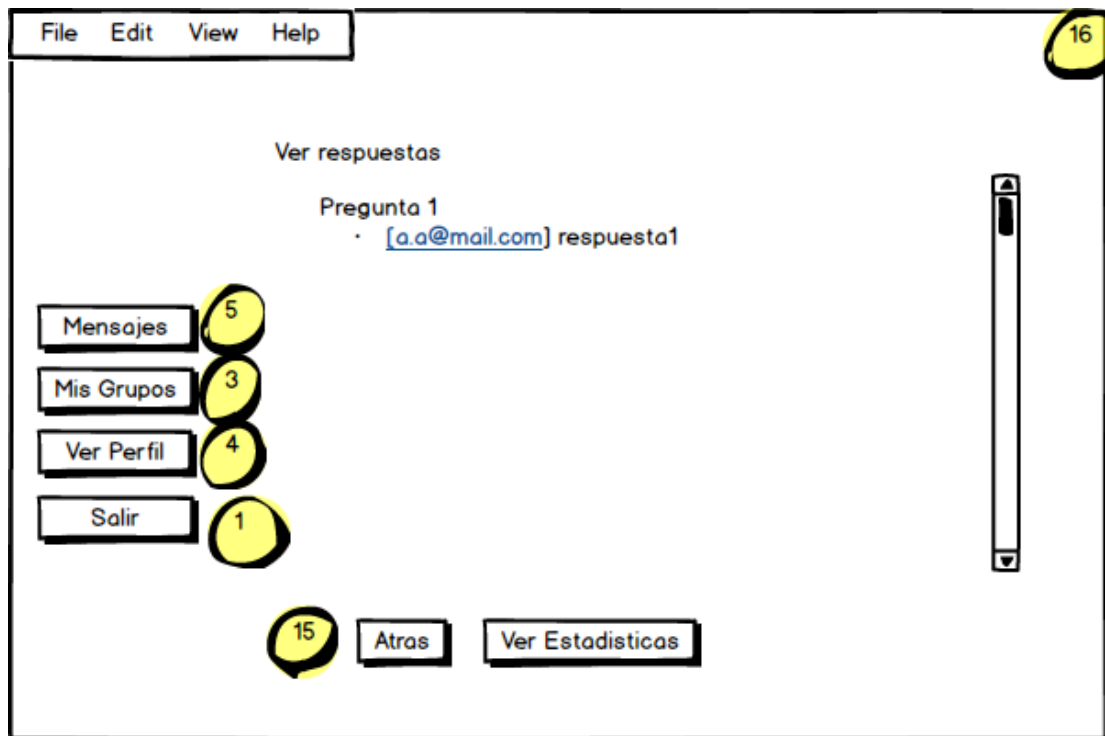 File Edit View Help
16
Ver respuestas
Pregunta 1
· [a.a@mail.com] respuesta1
Mensajes 5
Mis Grupos 3
Ver Perfil 4
Salir 1
15 Atras Ver Estadisticas